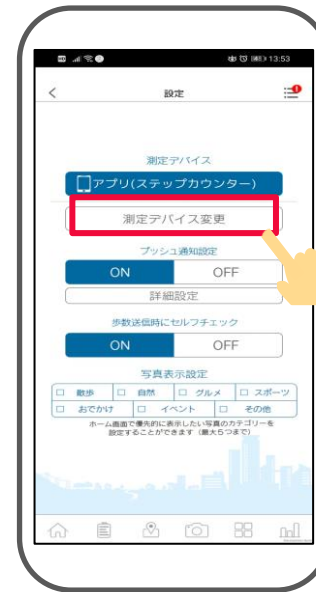 13:53
設定
測定デバイス
アプリ(ステップカウンター)
測定デバイス変更
プッシュ通知設定
ON OFF
詳細設定
歩数送信時にセルフチェック
ON OFF
写真表示設定
散歩 自然 グルメ スポーツ
おでかけ イベント その他
ホーム画面で優先的に表示したい写真のカテゴリーを
設定することができます（最大５つまで）